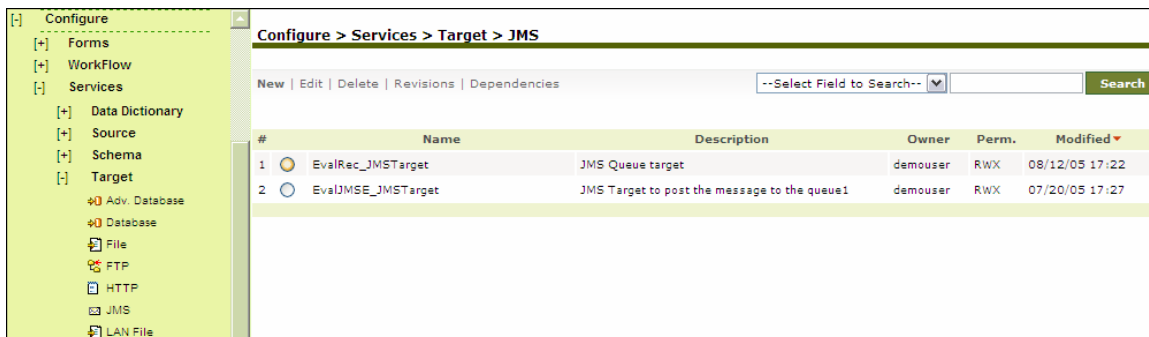 [-] Configure
[+] Forms
[+] WorkFlow
[-] Services
[+] Data Dictionary
[+] Source
[+] Schema
[-] Target
Adv. Database
Database
File
FTP
HTTP
JMS
LAN File
Configure > Services > Target > JMS
New | Edit | Delete | Revisions | Dependencies --Select Field to Search-- Search
# Name Description Owner Perm. Modified
1 EvalRec_JMSTarget JMS Queue target demouser RWX 08/12/05 17:22
2 EvalJMSE_JMSTarget JMS Target to post the message to the queue1 demouser RWX 07/20/05 17:27